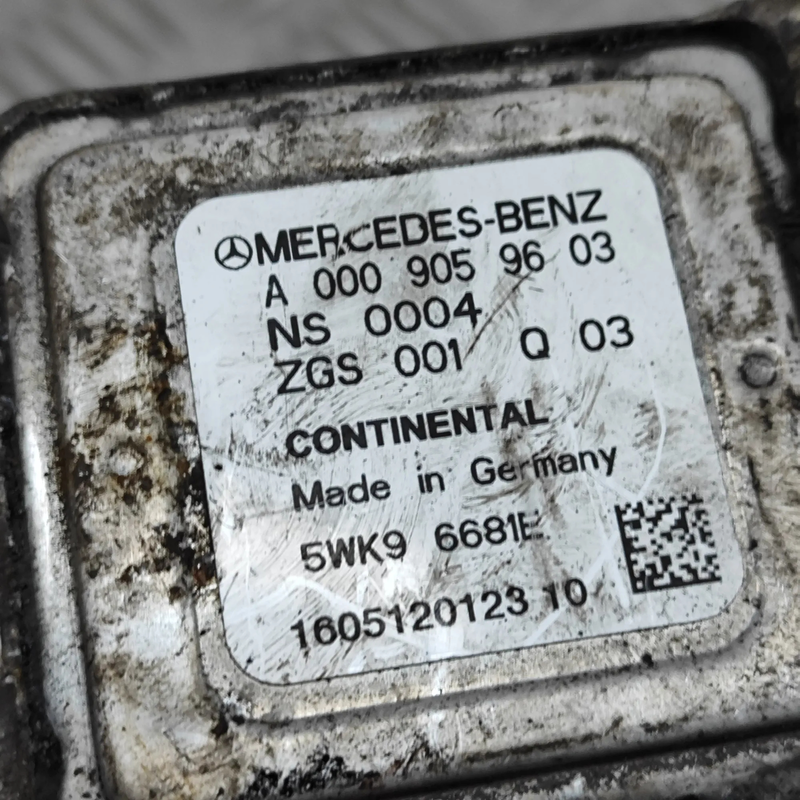 MERCEDES-BENZ
A 000 905 96 03
NS 0004
ZGS 001 Q 03
CONTINENTAL
Made in Germany
5WK9 6681E
1605120123 10